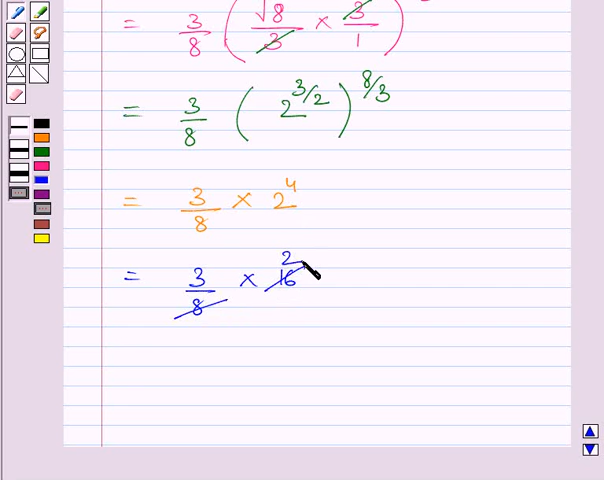 = 3/8 ( √8/3 × 3/1 )
= 3/8 ( 2^3/2 )^8/3
= 3/8 × 2^4
= 3/8 × 16 2